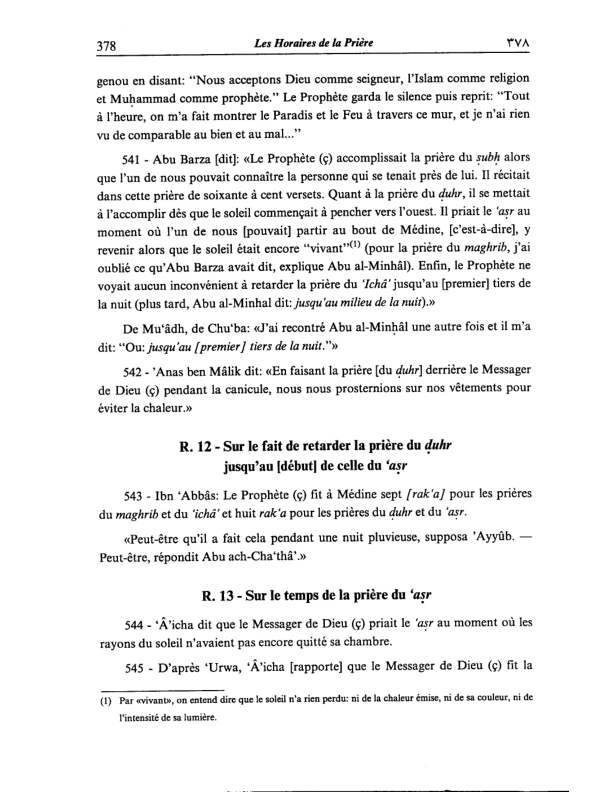 378 Les Horaires de la Prière ٣٧٨
genou en disant: “Nous acceptons Dieu comme seigneur, l’Islam comme religion
et Muḥammad comme prophète.” Le Prophète garda le silence puis reprit: “Tout
à l’heure, on m’a fait montrer le Paradis et le Feu à travers ce mur, et je n’ai rien
vu de comparable au bien et au mal...”
541 - Abu Barza [dit]: «Le Prophète (ç) accomplissait la prière du ṣubḥ alors
que l’un de nous pouvait connaître la personne qui se tenait près de lui. Il récitait
dans cette prière de soixante à cent versets. Quant à la prière du ḍuhr, il se mettait
à l’accomplir dès que le soleil commençait à pencher vers l’ouest. Il priait le ‘aṣr au
moment où l’un de nous [pouvait] partir au bout de Médine, [c’est-à-dire], y
revenir alors que le soleil était encore “vivant”(1) (pour la prière du maghrib, j’ai
oublié ce qu’Abu Barza avait dit, explique Abu al-Minhâl). Enfin, le Prophète ne
voyait aucun inconvénient à retarder la prière du ‘Ichâ’ jusqu’au [premier] tiers de
la nuit (plus tard, Abu al-Minhal dit: jusqu’au milieu de la nuit).»
De Mu‘âdh, de Chu‘ba: «J’ai recontré Abu al-Minḥâl une autre fois et il m’a
dit: “Ou: jusqu’au [premier] tiers de la nuit.”»
542 - ’Anas ben Mâlik dit: «En faisant la prière [du ḍuhr] derrière le Messager
de Dieu (ç) pendant la canicule, nous nous prosternions sur nos vêtements pour
éviter la chaleur.»
R. 12 - Sur le fait de retarder la prière du ḍuhr
jusqu’au [début] de celle du ‘aṣr
543 - Ibn ‘Abbâs: Le Prophète (ç) fit à Médine sept [rak‘a] pour les prières
du maghrib et du ‘ichâ’ et huit rak‘a pour les prières du ḍuhr et du ‘aṣr.
«Peut-être qu’il a fait cela pendant une nuit pluvieuse, supposa ’Ayyûb. —
Peut-être, répondit Abu ach-Cha‘thâ’.»
R. 13 - Sur le temps de la prière du ‘aṣr
544 - ‘Â’icha dit que le Messager de Dieu (ç) priait le ‘aṣr au moment où les
rayons du soleil n’avaient pas encore quitté sa chambre.
545 - D’après ‘Urwa, ‘Â’icha [rapporte] que le Messager de Dieu (ç) fit la
(1) Par «vivant», on entend dire que le soleil n’a rien perdu: ni de la chaleur émise, ni de sa couleur, ni de
l’intensité de sa lumière.